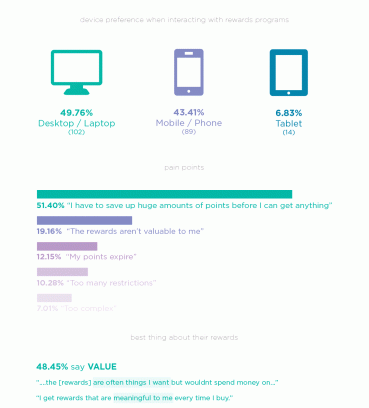 device preference when interacting with rewards programs
49.76% 43.41% 6.83%
Desktop / Laptop Mobile / Phone Tablet
(102) (89) (14)
pain points
51.40% "I have to save up huge amounts of points before I can get anything"
19.16% "The rewards aren't valuable to me"
12.15% "My points expire"
10.28% "Too many restrictions"
7.01% "Too complex"
best thing about their rewards
48.45% say VALUE
"...the [rewards] are often things I want but wouldnt spend money on..."
"I get rewards that are meaningful to me every time I buy."